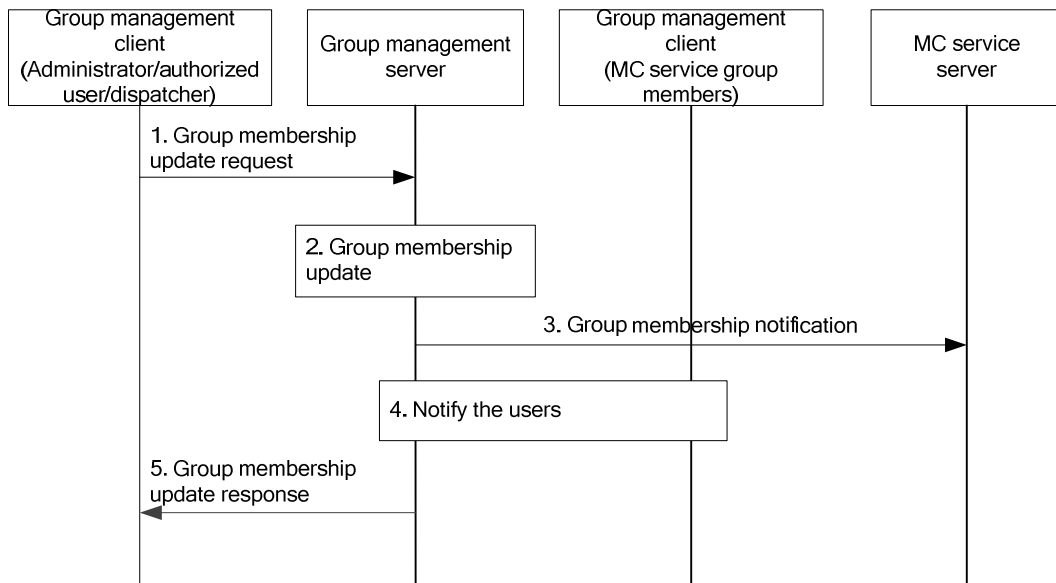 Group management
client
(Administrator/authorized
user/dispatcher)
Group management
server
Group management
client
(MC service group
members)
MC service
server
1. Group membership
update request
2. Group membership
update
3. Group membership notification
4. Notify the users
5. Group membership
update response